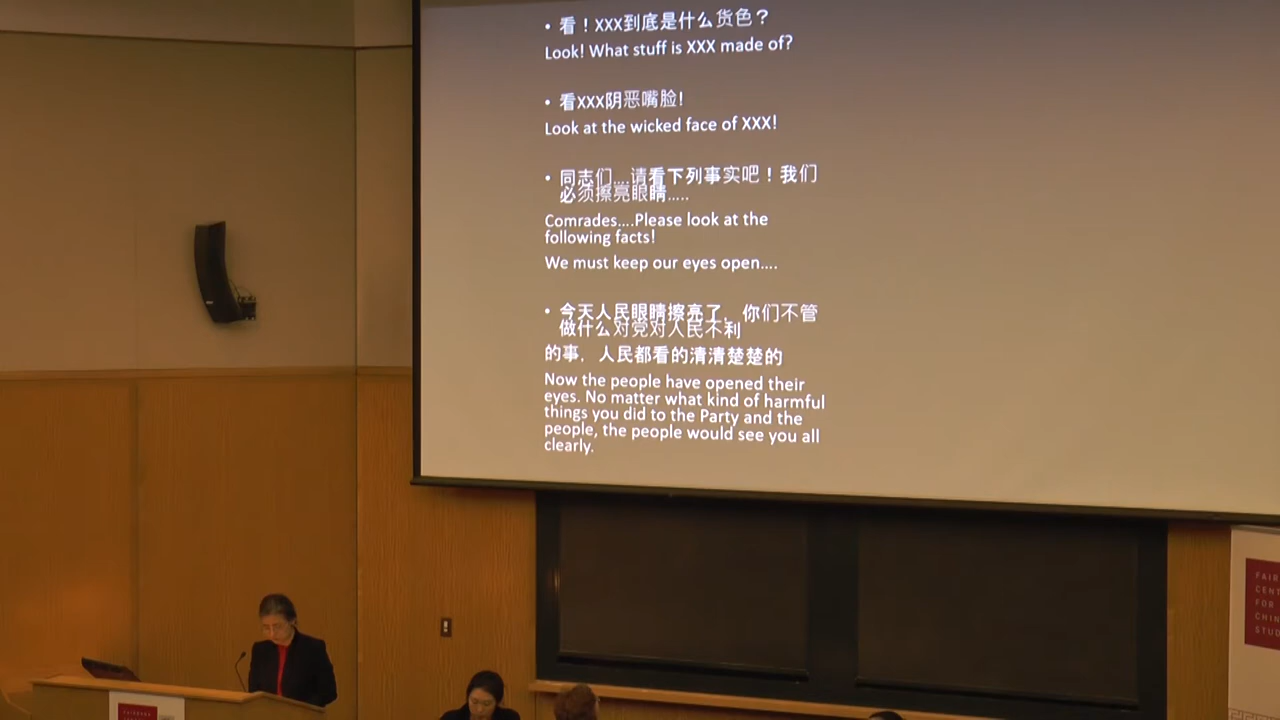 • 看！XXX到底是什么货色？
Look! What stuff is XXX made of?
• 看XXX阴恶嘴脸!
Look at the wicked face of XXX!
• 同志们....请看下列事实吧！我们
必须擦亮眼睛.....
Comrades....Please look at the
following facts!
We must keep our eyes open....
• 今天人民眼睛擦亮了，你们不管
做什么对党对人民不利
的事，人民都看的清清楚楚的
Now the people have opened their
eyes. No matter what kind of harmful
things you did to the Party and the
people, the people would see you all
clearly.
FAIR
CENT
FOR
CHIN
STUD